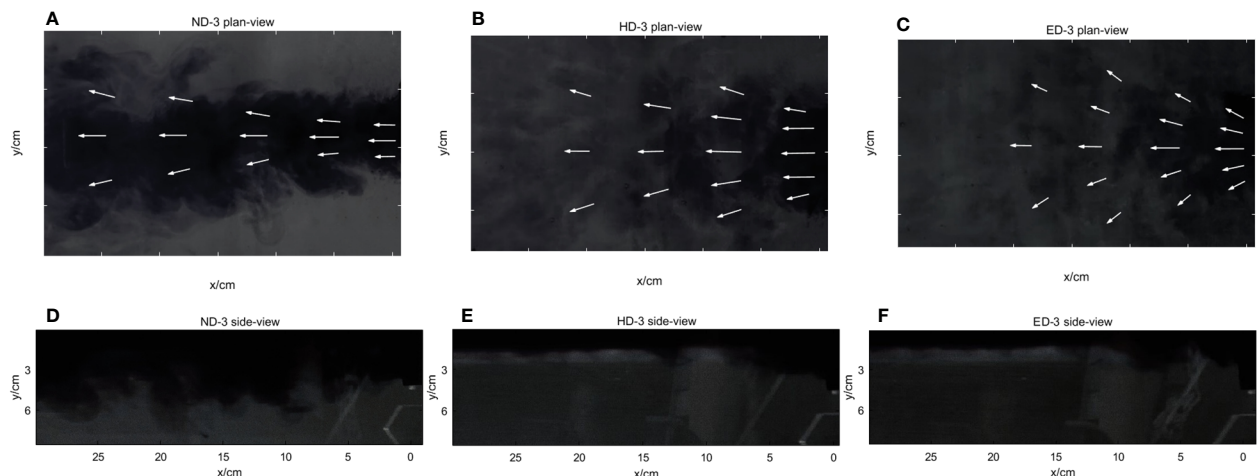 A
ND-3 plan-view
y/cm
x/cm
B
HD-3 plan-view
y/cm
x/cm
C
ED-3 plan-view
y/cm
x/cm
D
ND-3 side-view
y/cm
3
6
25 20 15 10 5 0
x/cm
E
HD-3 side-view
y/cm
3
6
25 20 15 10 5 0
x/cm
F
ED-3 side-view
y/cm
3
6
25 20 15 10 5 0
x/cm